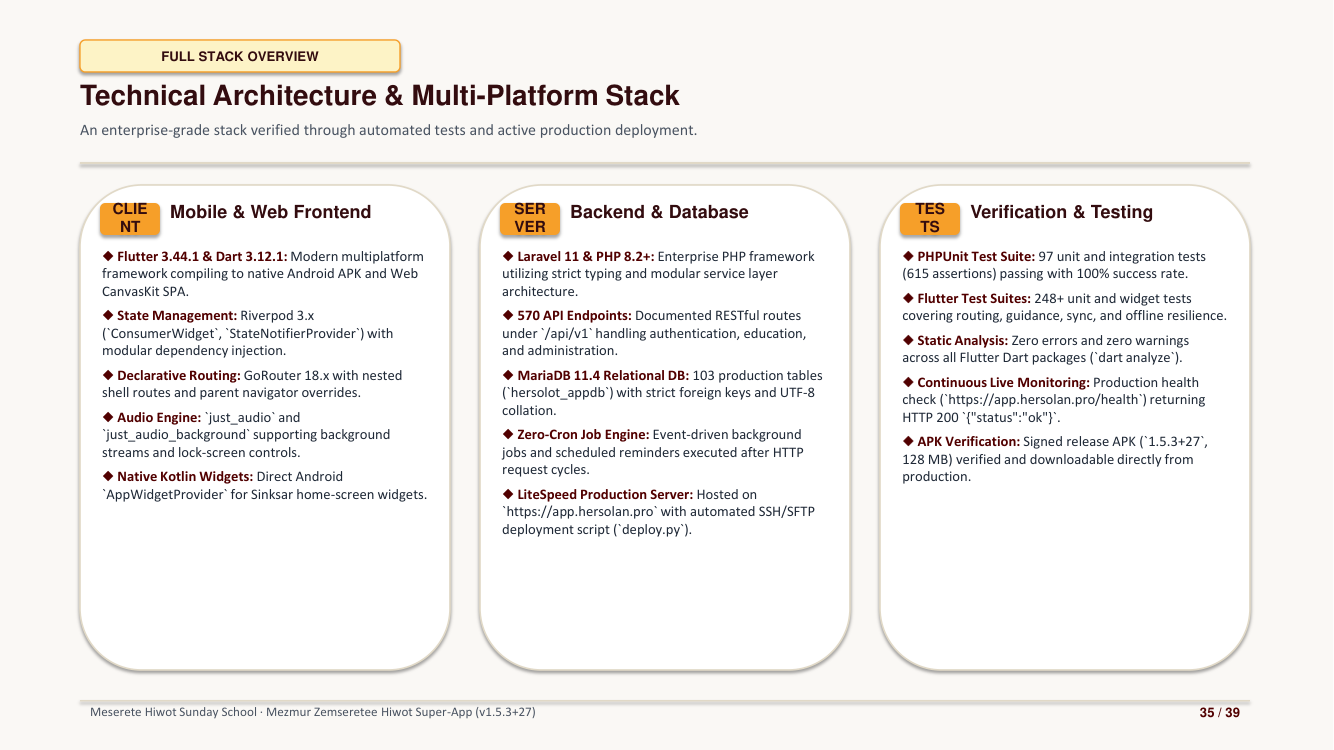 FULL STACK OVERVIEW
Technical Architecture & Multi-Platform Stack
An enterprise-grade stack verified through automated tests and active production deployment.
CLIE
NT
Mobile & Web Frontend
◆ Flutter 3.44.1 & Dart 3.12.1: Modern multiplatform
framework compiling to native Android APK and Web
CanvasKit SPA.
◆ State Management: Riverpod 3.x
(`ConsumerWidget`, `StateNotifierProvider`) with
modular dependency injection.
◆ Declarative Routing: GoRouter 18.x with nested
shell routes and parent navigator overrides.
◆ Audio Engine: `just_audio` and
`just_audio_background` supporting background
streams and lock-screen controls.
◆ Native Kotlin Widgets: Direct Android
`AppWidgetProvider` for Sinksar home-screen widgets.
SER
VER
Backend & Database
◆ Laravel 11 & PHP 8.2+: Enterprise PHP framework
utilizing strict typing and modular service layer
architecture.
◆ 570 API Endpoints: Documented RESTful routes
under `/api/v1` handling authentication, education,
and administration.
◆ MariaDB 11.4 Relational DB: 103 production tables
(`hersolot_appdb`) with strict foreign keys and UTF-8
collation.
◆ Zero-Cron Job Engine: Event-driven background
jobs and scheduled reminders executed after HTTP
request cycles.
◆ LiteSpeed Production Server: Hosted on
`https://app.hersolan.pro` with automated SSH/SFTP
deployment script (`deploy.py`).
TES
TS
Verification & Testing
◆ PHPUnit Test Suite: 97 unit and integration tests
(615 assertions) passing with 100% success rate.
◆ Flutter Test Suites: 248+ unit and widget tests
covering routing, guidance, sync, and offline resilience.
◆ Static Analysis: Zero errors and zero warnings
across all Flutter Dart packages (`dart analyze`).
◆ Continuous Live Monitoring: Production health
check (`https://app.hersolan.pro/health`) returning
HTTP 200 `{"status":"ok"}`.
◆ APK Verification: Signed release APK (`1.5.3+27`,
128 MB) verified and downloadable directly from
production.
Meserete Hiwot Sunday School · Mezmur Zemseretee Hiwot Super-App (v1.5.3+27)
35 / 39